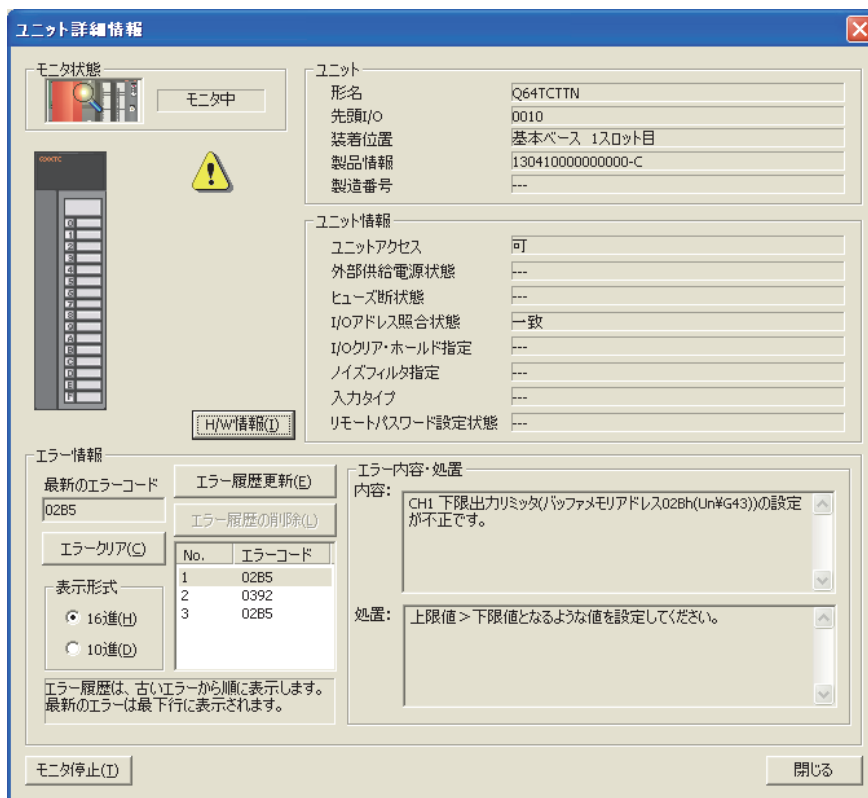 ユニット詳細情報
モニタ状態
モニタ中
ユニット
形名 Q64TCTTN
先頭I/O 0010
装着位置 基本ベース 1スロット目
製品情報 130410000000000-C
製造番号 ---
ユニット情報
ユニットアクセス 可
外部供給電源状態 ---
ヒューズ断状態 ---
I/Oアドレス照合状態 一致
I/Oクリア・ホールド指定 ---
ノイズフィルタ指定 ---
入力タイプ ---
リモートパスワード設定状態 ---
0
1
2
3
4
5
6
7
8
9
A
B
C
D
E
F
H/W情報(I)
エラー情報
最新のエラーコード
02B5
エラークリア(C)
表示形式
16進(H)
10進(D)
エラー履歴更新(E)
エラー履歴の削除(L)
No. エラーコード
1 02B5
2 0392
3 02B5
エラー履歴は、古いエラーから順に表示します。
最新のエラーは最下行に表示されます。
エラー内容・処置
内容:
CH1 下限出力リミッタ(バッファメモリアドレス02Bh(Un¥G43))の設定
が不正です。
処置:
上限値>下限値となるような値を設定してください。
モニタ停止(T)
閉じる